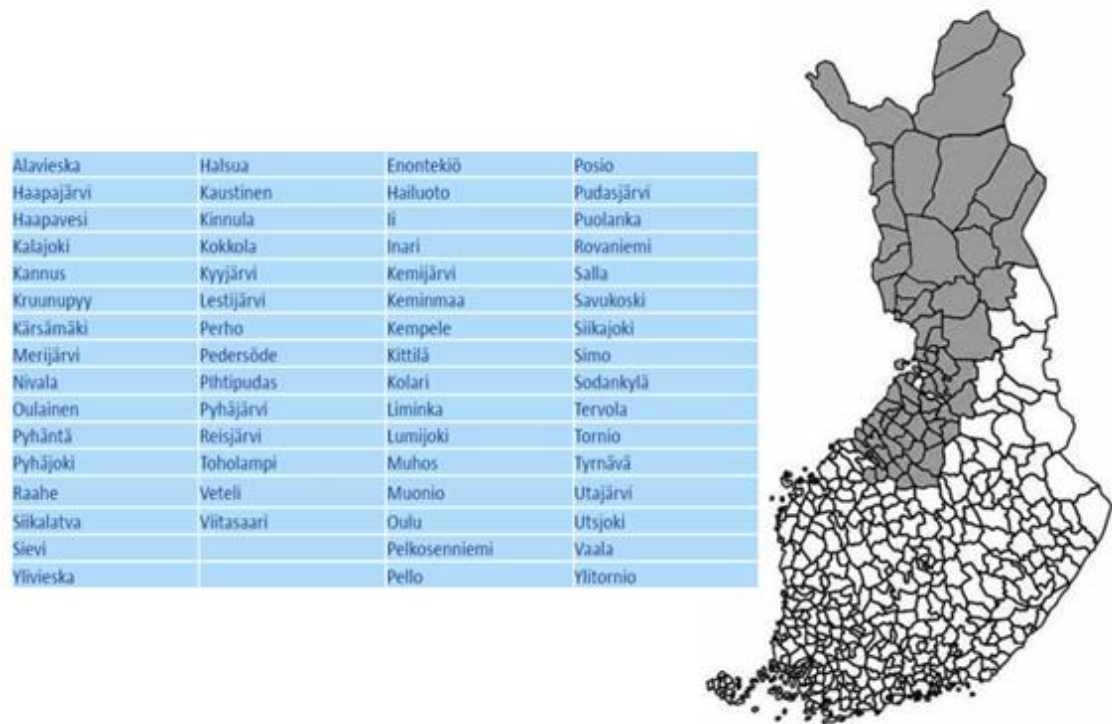 Alavieska Halsua Enontekiö Posio
Haapajärvi Kaustinen Hailuoto Pudasjärvi
Haapavesi Kinnula Ii Puolanka
Kalajoki Kokkola Inari Rovaniemi
Kannus Kyyjärvi Kemijärvi Salla
Kruunupyy Lestijärvi Keminmaa Savukoski
Kärsämäki Perho Kempele Siikajoki
Merijärvi Pedersöde Kittilä Simo
Nivala PIhtipudas Kolari Sodankylä
Oulainen Pyhäjärvi Liminka Tervola
Pyhäntä Reisjärvi Lumijoki Tornio
Pyhäjoki Toholampi Muhos Tyrnävä
Raahe Veteli Muonio Utajärvi
Siikalatva Viitasaari Oulu Utsjoki
Sievi Pelkosenniemi Vaala
Ylivieska Pello Ylitornio